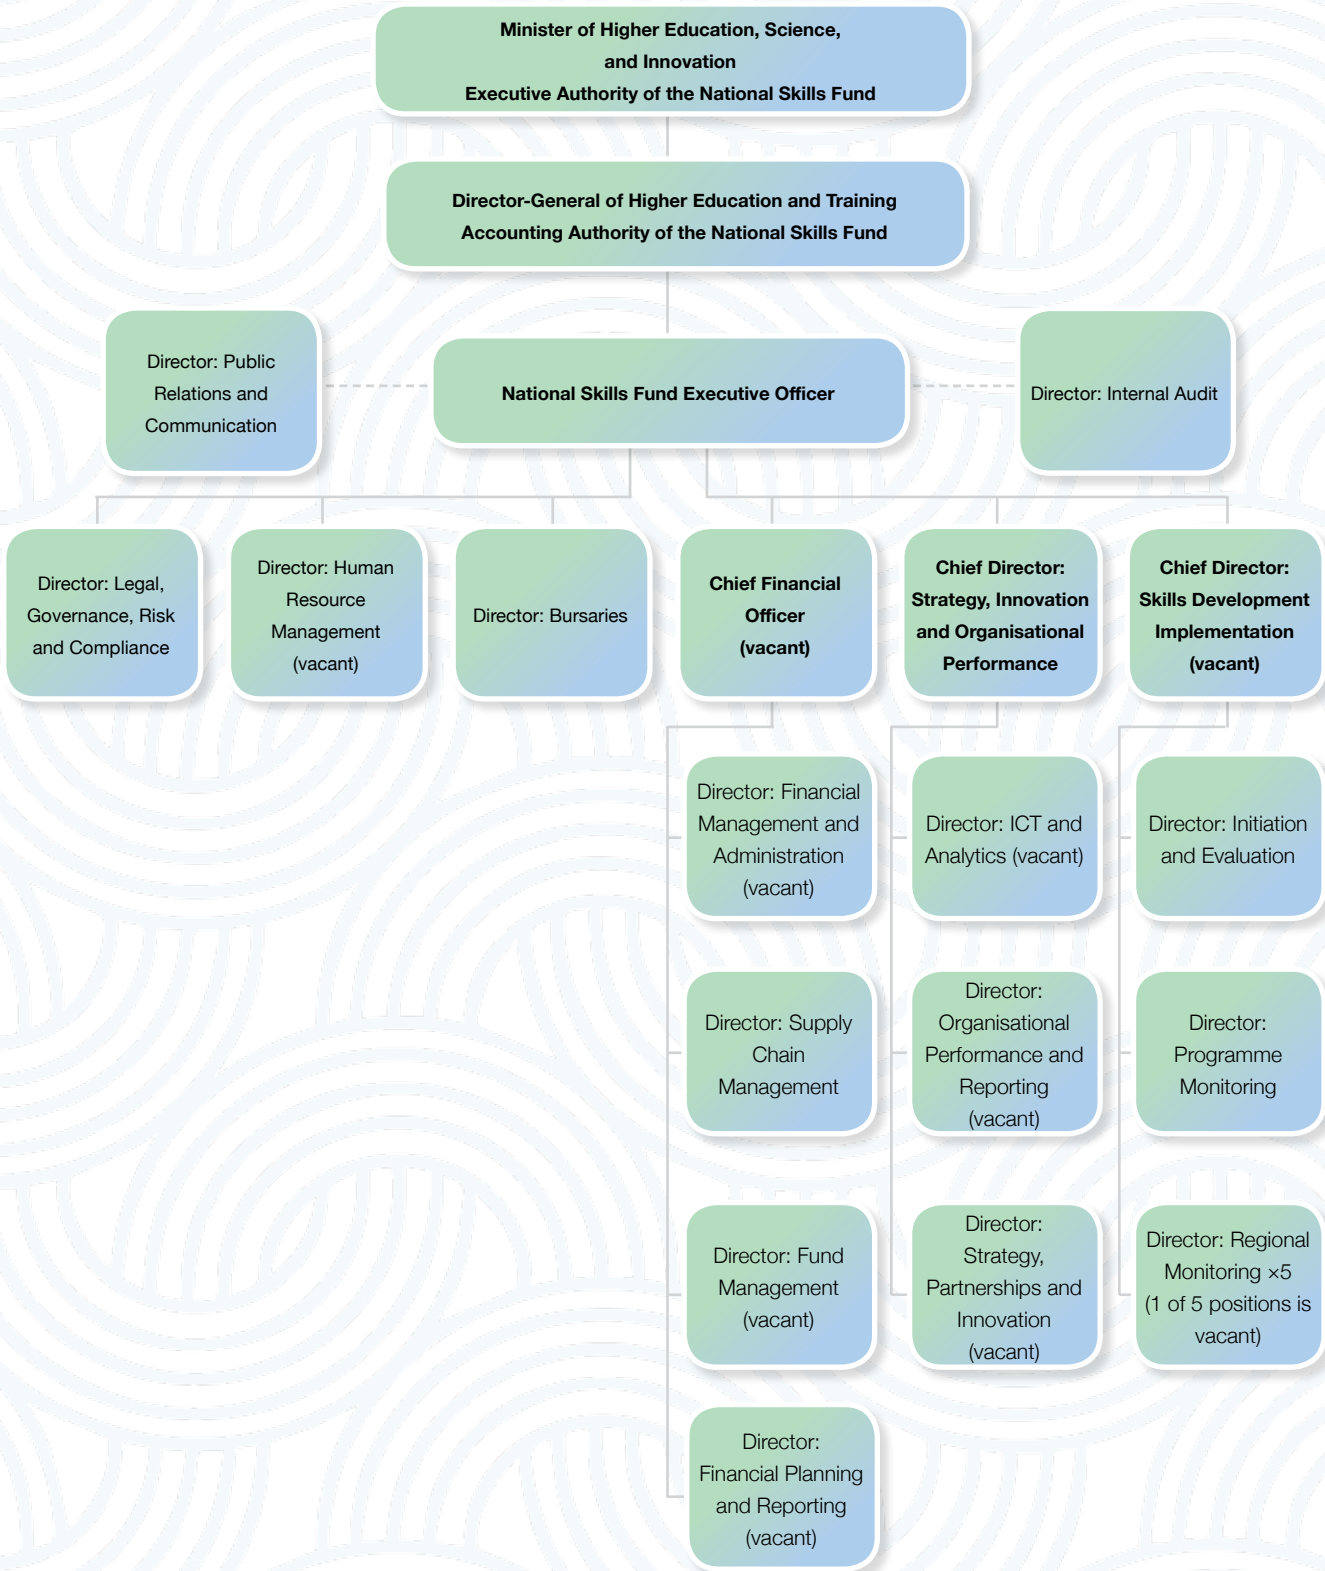 Minister of Higher Education, Science,
and Innovation
Executive Authority of the National Skills Fund
Director-General of Higher Education and Training
Accounting Authority of the National Skills Fund
Director: Public
Relations and
Communication
National Skills Fund Executive Officer
Director: Internal Audit
Director: Legal,
Governance, Risk
and Compliance
Director: Human
Resource
Management
(vacant)
Director: Bursaries
Chief Financial
Officer
(vacant)
Chief Director:
Strategy, Innovation
and Organisational
Performance
Chief Director:
Skills Development
Implementation
(vacant)
Director: Financial
Management and
Administration
(vacant)
Director: ICT and
Analytics (vacant)
Director: Initiation
and Evaluation
Director: Supply
Chain
Management
Director:
Organisational
Performance and
Reporting
(vacant)
Director:
Programme
Monitoring
Director: Fund
Management
(vacant)
Director:
Strategy,
Partnerships and
Innovation
(vacant)
Director: Regional
Monitoring ×5
(1 of 5 positions is
vacant)
Director:
Financial Planning
and Reporting
(vacant)